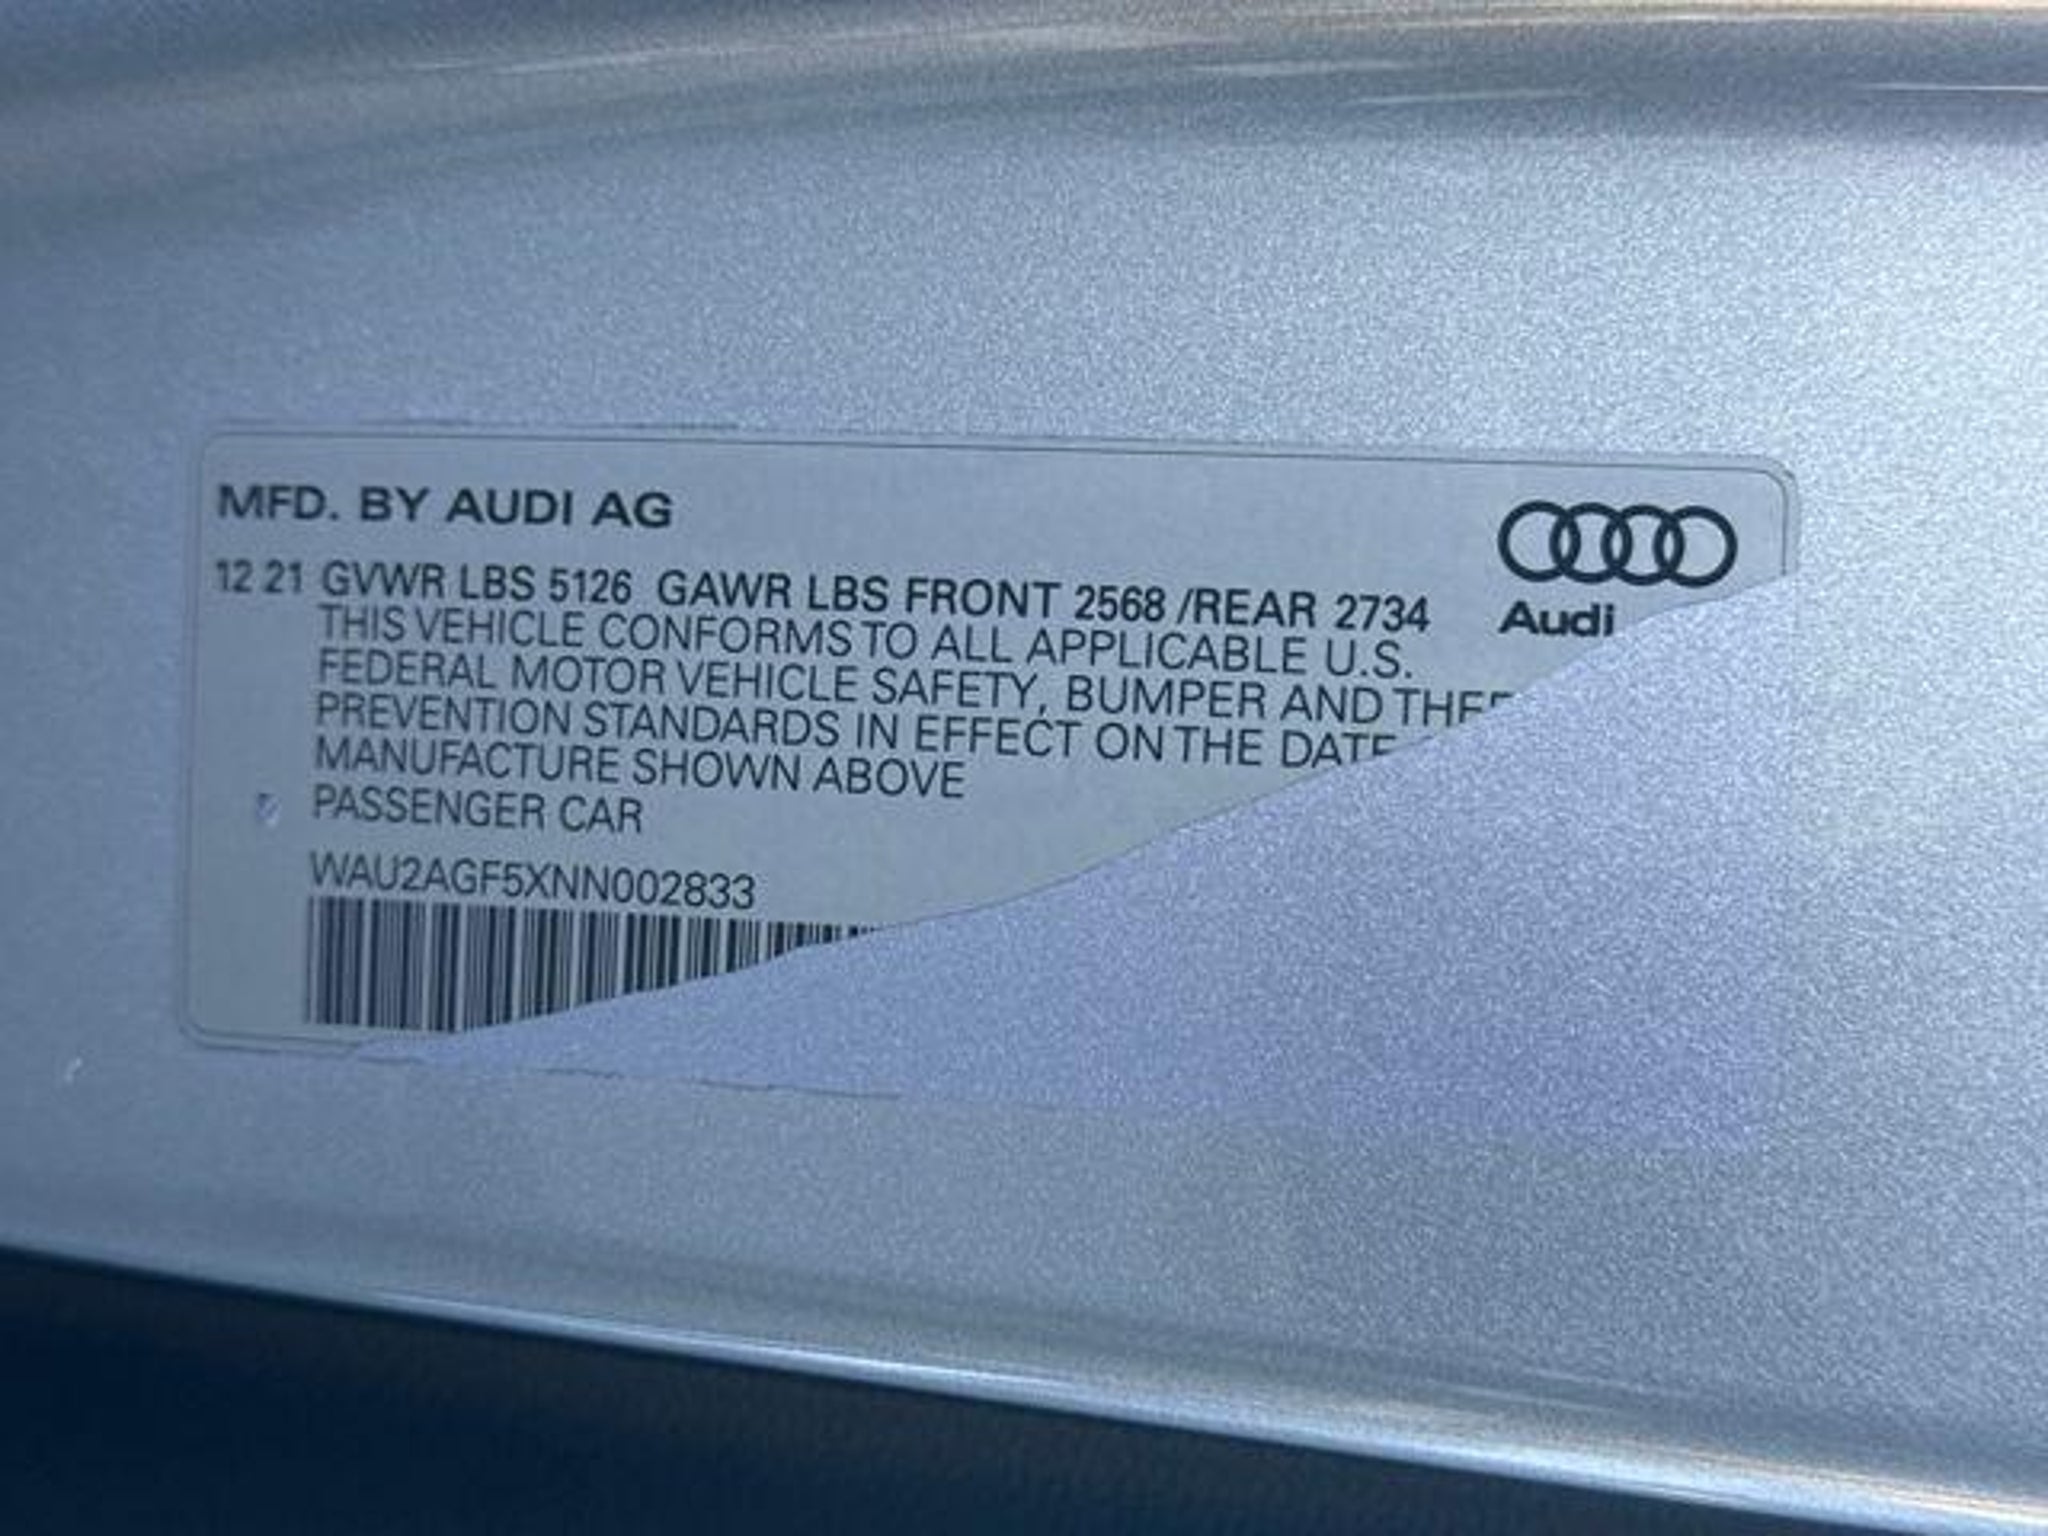 MFD. BY AUDI AG
Audi
12 21 GVWR LBS 5126 GAWR LBS FRONT 2568 /REAR 2734
THIS VEHICLE CONFORMS TO ALL APPLICABLE U.S.
FEDERAL MOTOR VEHICLE SAFETY, BUMPER AND
PREVENTION STANDARDS IN EFFECT ON THE DATE
MANUFACTURE SHOWN ABOVE
PASSENGER CAR
WAU2AGF5XNN002833